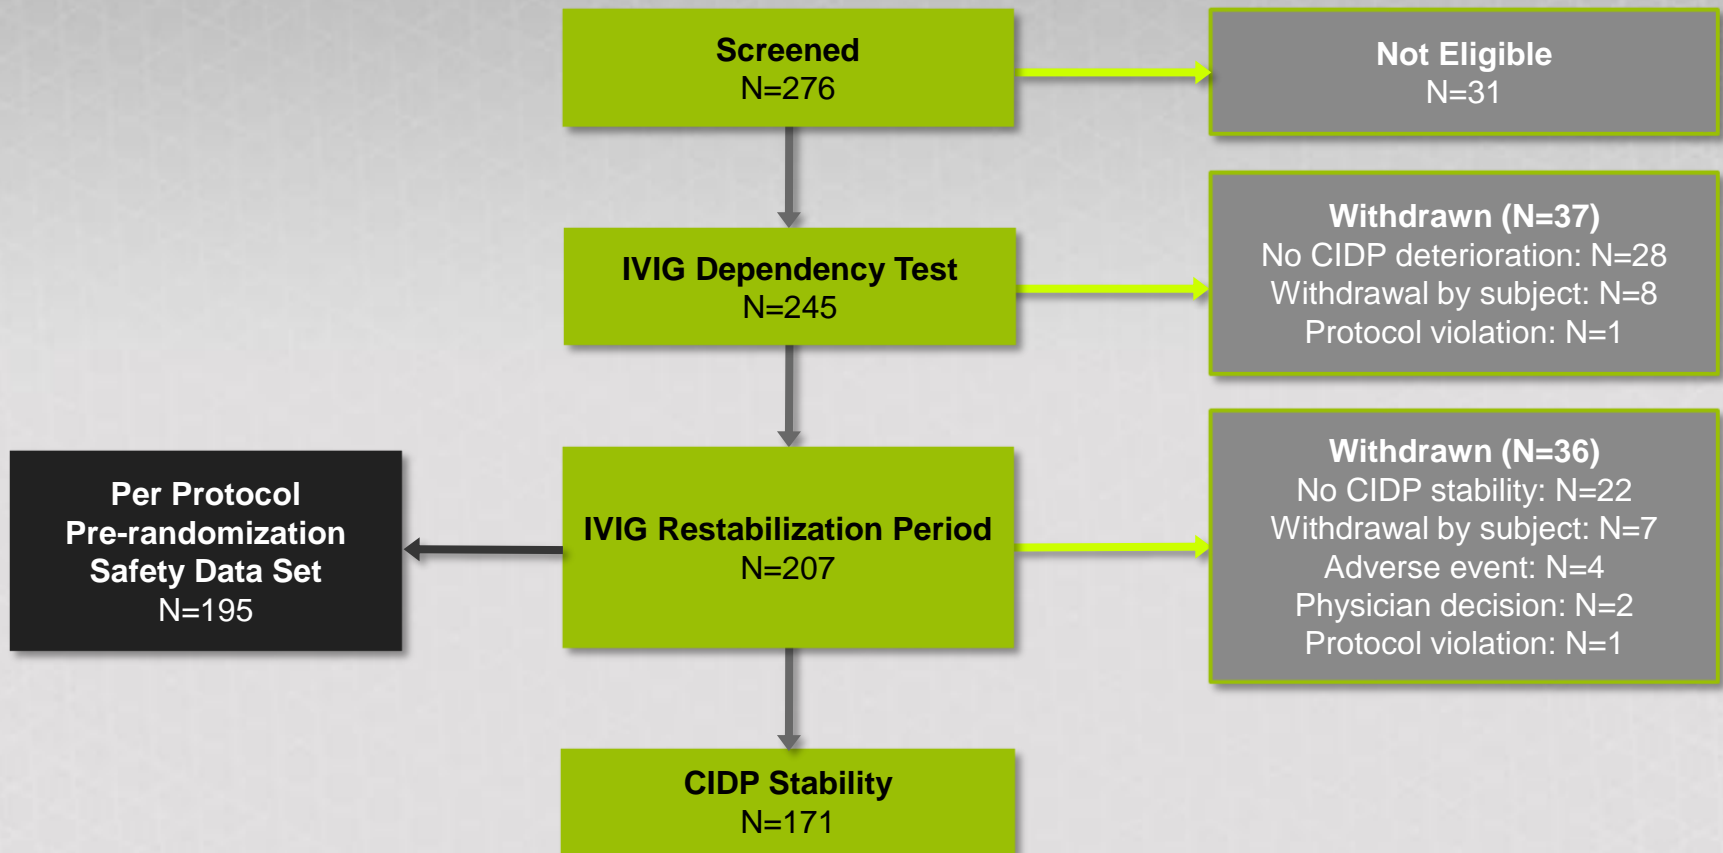 Screened
N=276
Not Eligible
N=31
IVIG Dependency Test
N=245
Withdrawn (N=37)
No CIDP deterioration: N=28
Withdrawal by subject: N=8
Protocol violation: N=1
Per Protocol
Pre-randomization
Safety Data Set
N=195
IVIG Restabilization Period
N=207
Withdrawn (N=36)
No CIDP stability: N=22
Withdrawal by subject: N=7
Adverse event: N=4
Physician decision: N=2
Protocol violation: N=1
CIDP Stability
N=171